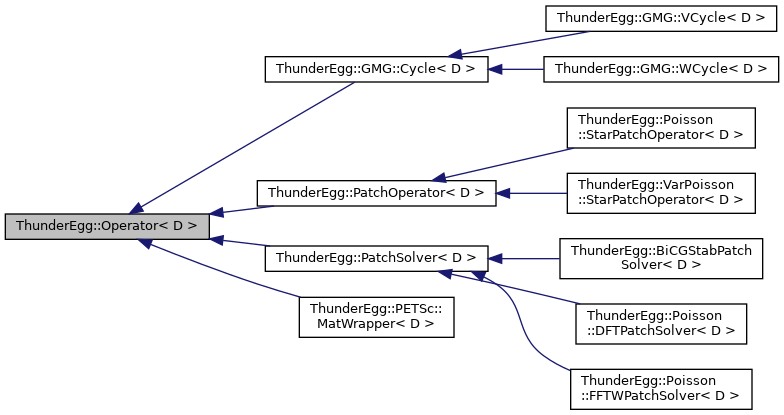 ThunderEgg::GMG::VCycle< D >
ThunderEgg::GMG::Cycle< D >
ThunderEgg::GMG::WCycle< D >
ThunderEgg::Poisson
::StarPatchOperator< D >
ThunderEgg::PatchOperator< D >
ThunderEgg::VarPoisson
::StarPatchOperator< D >
ThunderEgg::Operator< D >
ThunderEgg::PatchSolver< D >
ThunderEgg::BiCGStabPatch
Solver< D >
ThunderEgg::PETSc::
MatWrapper< D >
ThunderEgg::Poisson
::DFTPatchSolver< D >
ThunderEgg::Poisson
::FFTWPatchSolver< D >